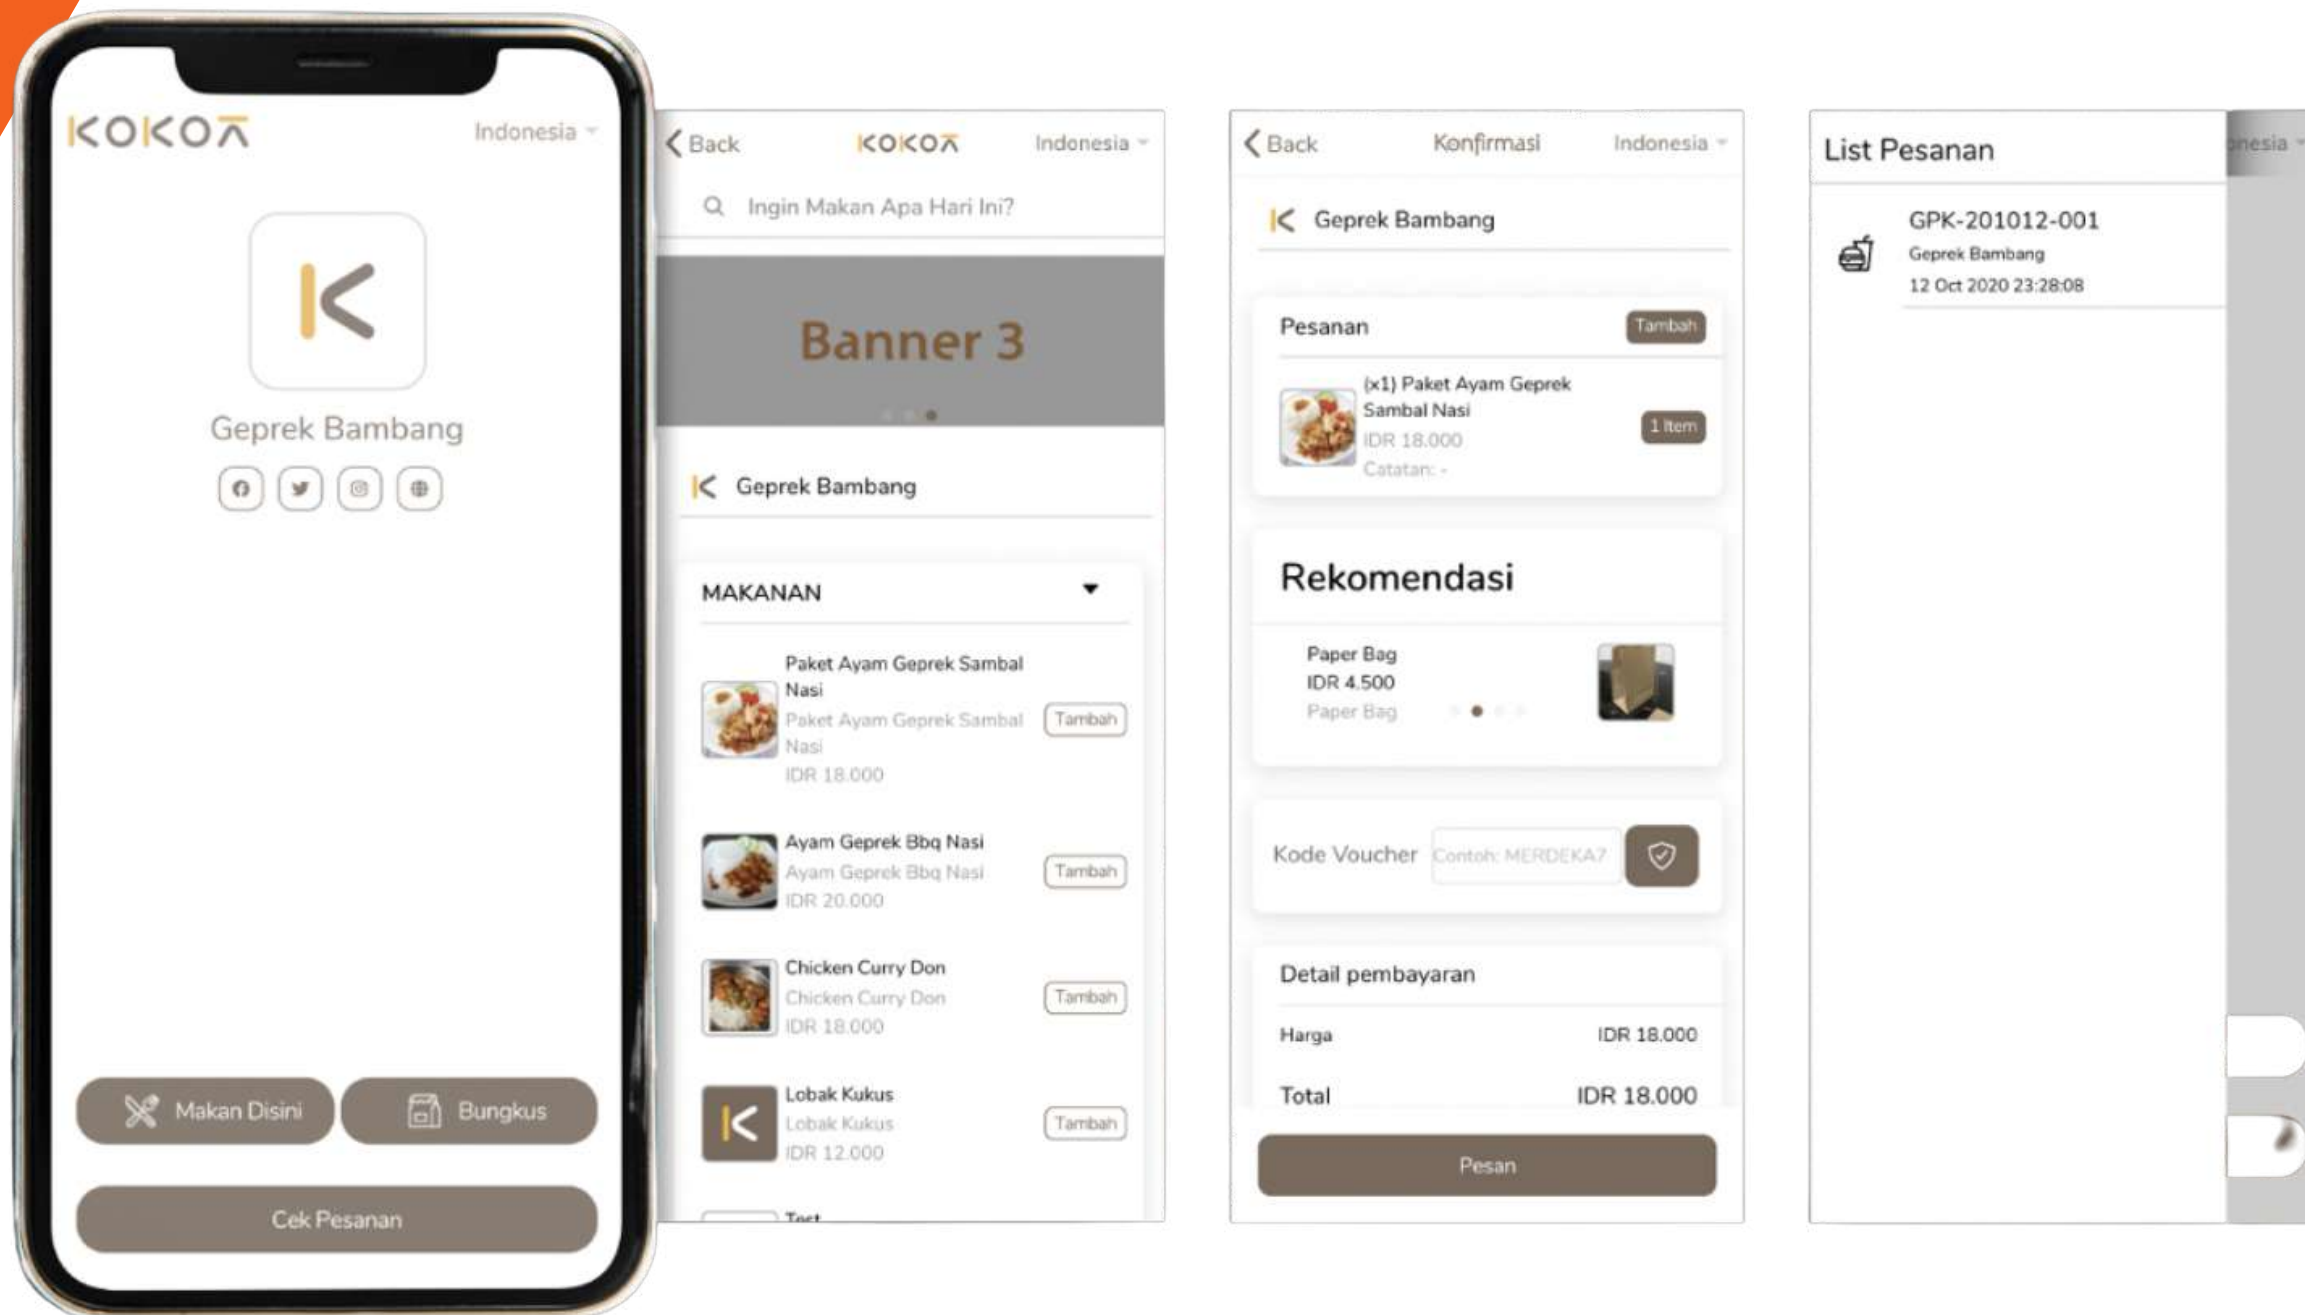 KOKOA
Indonesia
Geprek Bambang
Makan Disini
Bungkus
Cek Pesanan
Back
KOKOA
Indonesia
Ingin Makan Apa Hari Ini?
Banner 3
Geprek Bambang
MAKANAN
Paket Ayam Geprek Sambal
Nasi
Paket Ayam Geprek Sambal
Nasi
IDR 18.000
Tambah
Ayam Geprek Bbq Nasi
Ayam Geprek Bbq Nasi
IDR 20.000
Tambah
Chicken Curry Don
Chicken Curry Don
IDR 18.000
Tambah
Lobak Kukus
Lobak Kukus
IDR 12.000
Tambah
Test
Back
Konfirmasi
Indonesia
Geprek Bambang
Pesanan
Tambah
(x1) Paket Ayam Geprek
Sambal Nasi
IDR 18.000
Catatan: -
1 Item
Rekomendasi
Paper Bag
IDR 4.500
Paper Bag
Kode Voucher
Contoh: MERDEKA7
Detail pembayaran
Harga
IDR 18.000
Total
IDR 18.000
Pesan
List Pesanan
onesia
GPK-201012-001
Geprek Bambang
12 Oct 2020 23:28:08